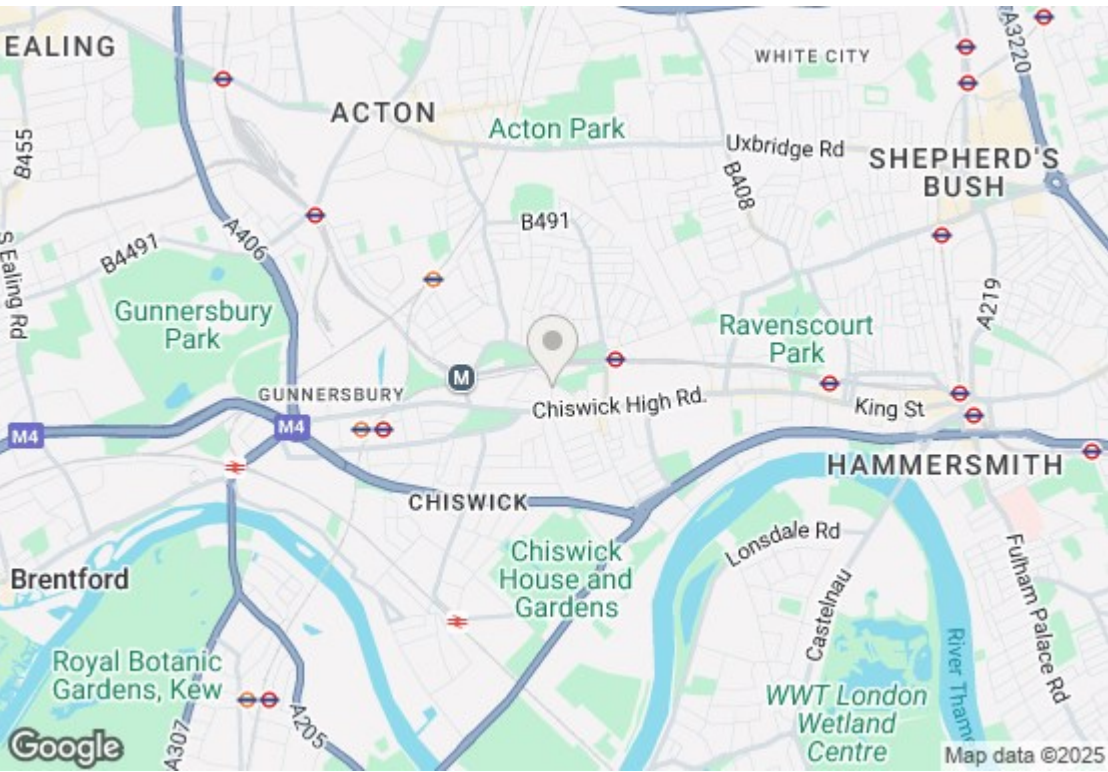 EALING
ACTON
WHITE CITY
A3220
Acton Park
Uxbridge Rd
B455
B408
SHEPHERD'S
BUSH
B491
A406
B4491
S Ealing Rd
A219
Gunnersbury
Park
Ravenscourt
Park
M
GUNNERSBURY
Chiswick High Rd.
King St
M4
M4
HAMMERSMITH
CHISWICK
Lonsdale Rd
Chiswick
House and
Gardens
Brentford
Castelnau
Fulham Palace Rd
Royal Botanic
Gardens, Kew
River Thame
WWT London
Wetland
Centre
A307
A205
Google
Map data ©2025